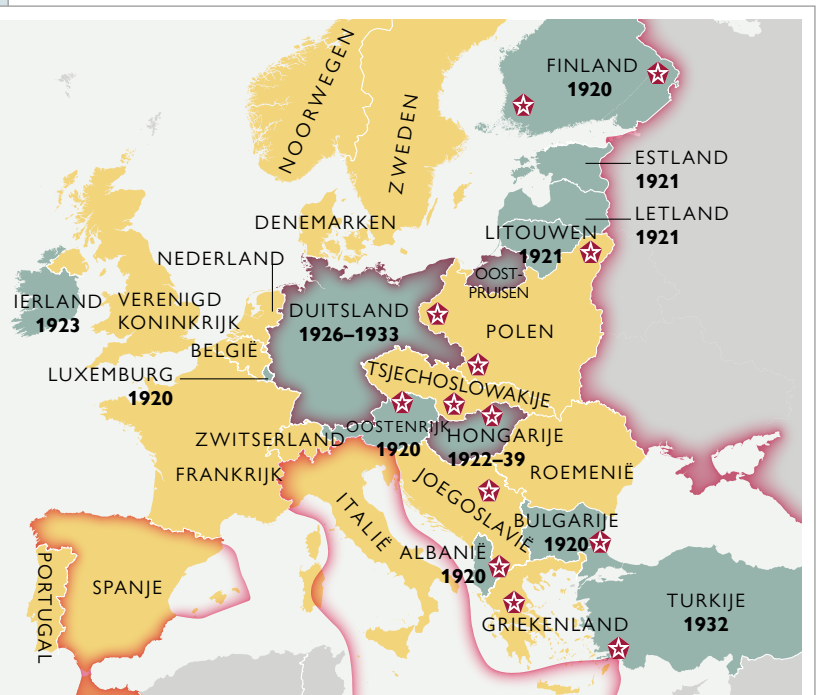 NOORWEGEN
ZWEDEN
FINLAND
1920
ESTLAND
1921
LETLAND
1921
LITOUWEN
1921
DENEMARKEN
NEDERLAND
OOST-
PRUISEN
IERLAND
1923
VERENIGD
KONINKRIJK
DUITSLAND
1926–1933
POLEN
BELGIË
LUXEMBURG
1920
TSJECHOSLOWAKIJE
OOSTENRIJK
1920
ZWITSERLAND
HONGARIJE
1922–39
FRANKRIJK
ROEMENIË
JOEGOSLAVIË
ITALIË
BULGARIJE
1920
ALBANIË
1920
PORTUGAL
SPANJE
GRIEKENLAND
TURKIJE
1932